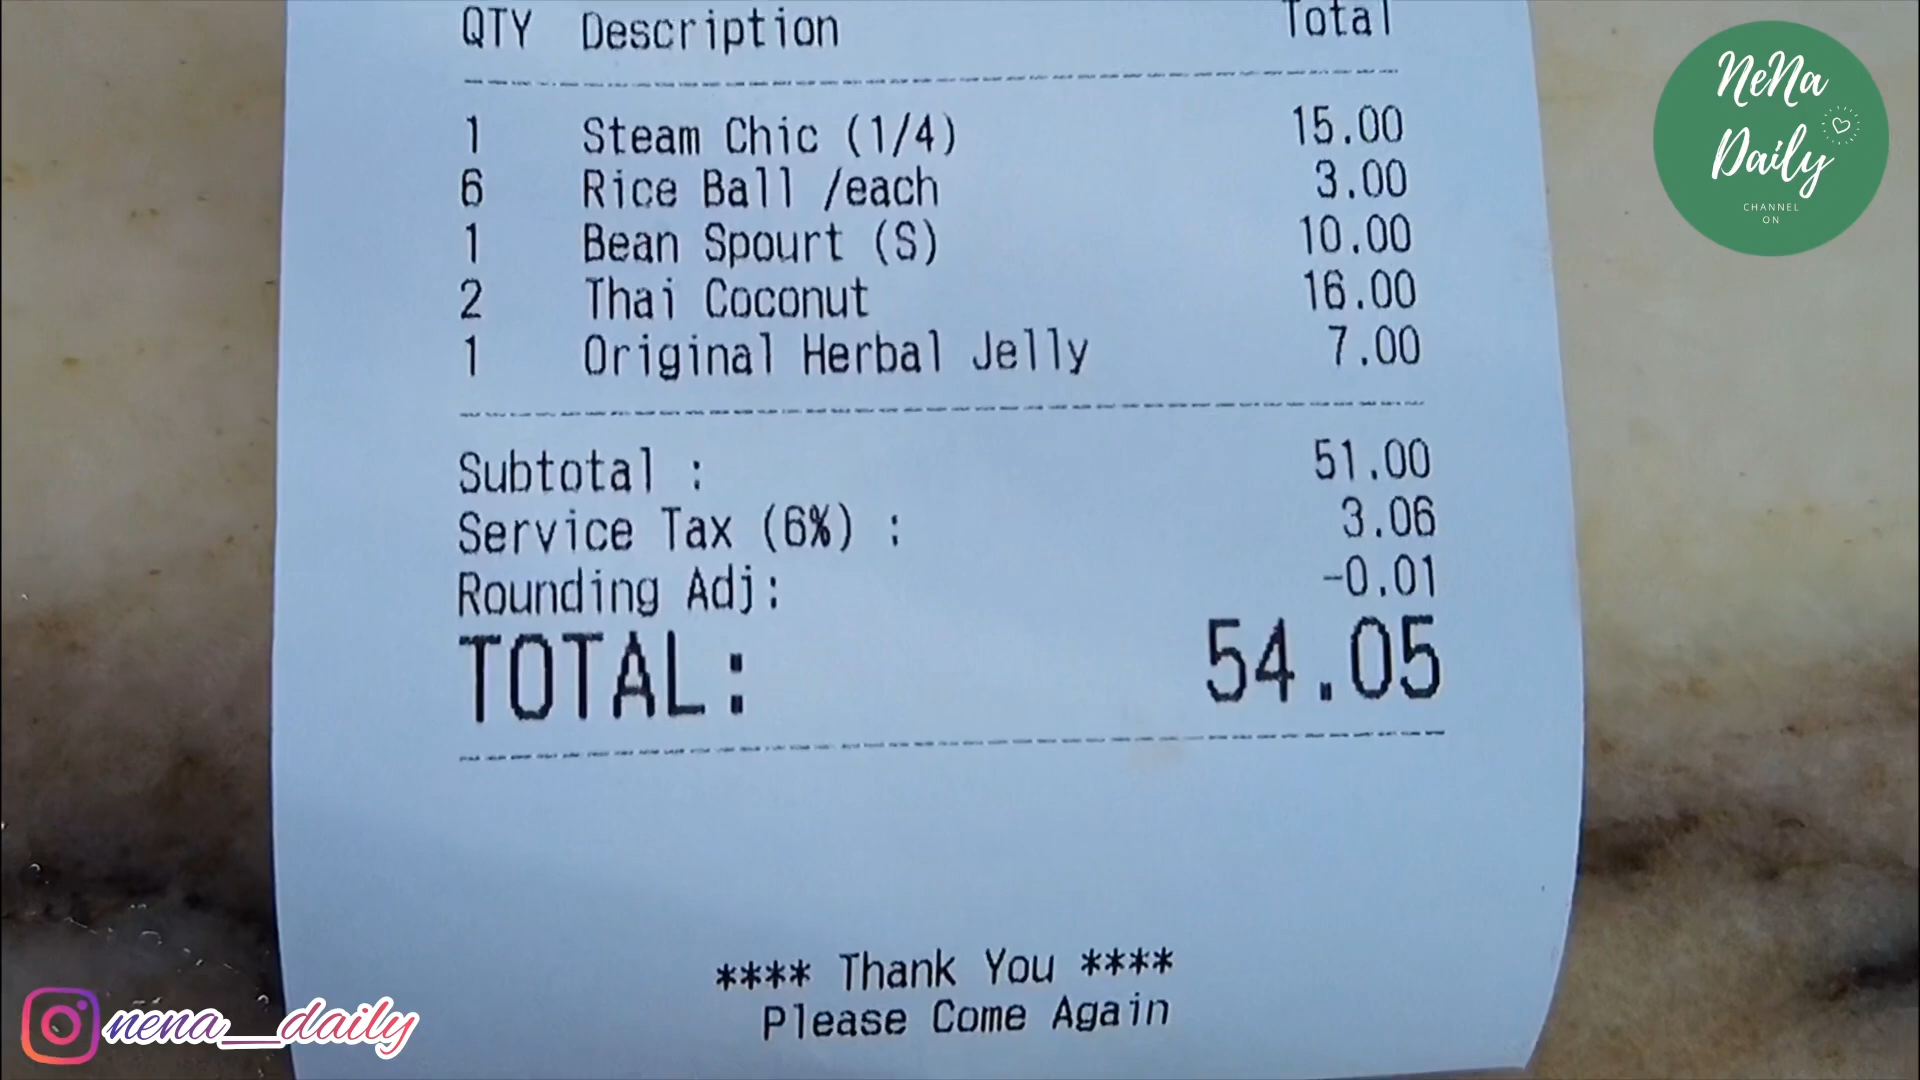 QTY Description Total
1 Steam Chic (1/4) 15.00
6 Rice Ball /each 3.00
1 Bean Spourt (S) 10.00
2 Thai Coconut 16.00
1 Original Herbal Jelly 7.00
Subtotal : 51.00
Service Tax (6%) : 3.06
Rounding Adj: -0.01
TOTAL: 54.05
**** Thank You ****
Please Come Again
NeNa
Daily
CHANNEL
ON
nena__daily